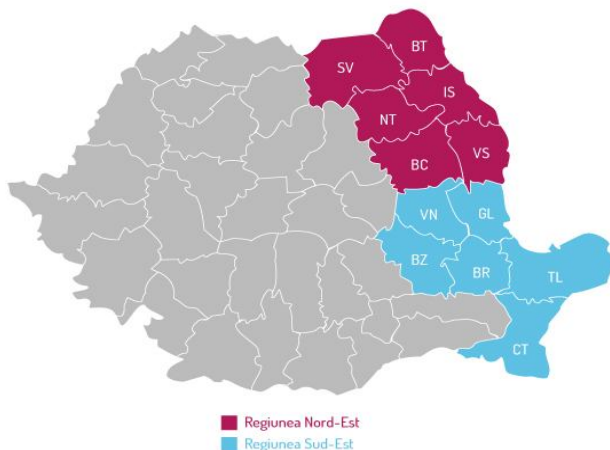 BT
SV
IS
NT
VS
BC
VN
GL
BZ
BR
TL
CT
Regiunea Nord-Est
Regiunea Sud-Est